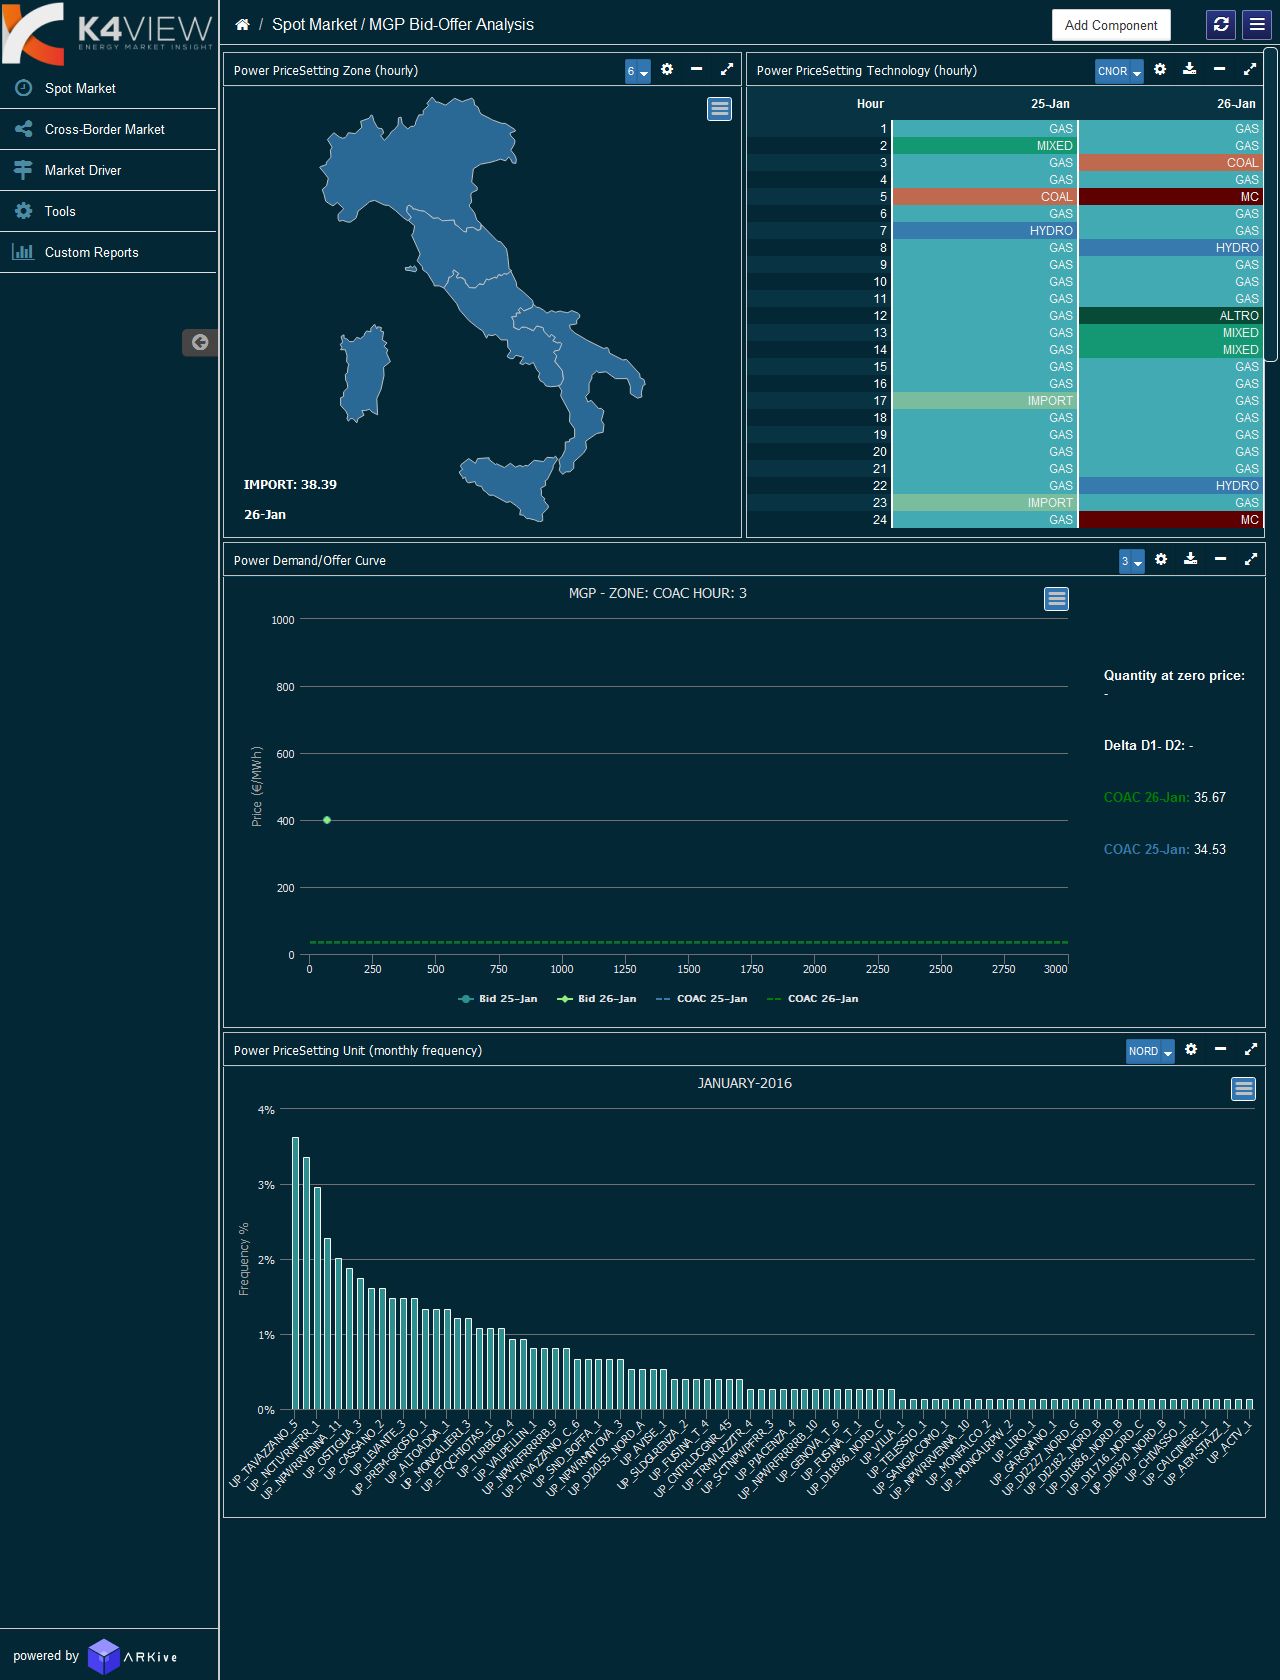 K4VIEW
ENERGY MARKET INSIGHT
/ Spot Market / MGP Bid-Offer Analysis
Add Component
Spot Market
Cross-Border Market
Market Driver
Tools
Custom Reports
Power PriceSetting Zone (hourly)
6
IMPORT: 38.39
26-Jan
Power PriceSetting Technology (hourly)
CNOR
Hour 25-Jan 26-Jan
1 GAS GAS
2 MIXED GAS
3 GAS COAL
4 GAS GAS
5 COAL MC
6 GAS GAS
7 HYDRO GAS
8 GAS HYDRO
9 GAS GAS
10 GAS GAS
11 GAS GAS
12 GAS ALTRO
13 GAS MIXED
14 GAS MIXED
15 GAS GAS
16 GAS GAS
17 IMPORT GAS
18 GAS GAS
19 GAS GAS
20 GAS GAS
21 GAS GAS
22 GAS HYDRO
23 IMPORT GAS
24 GAS MC
Power Demand/Offer Curve
3
MGP - ZONE: COAC HOUR: 3
Price (€/MWh)
1000
800
600
400
200
0
0 250 500 750 1000 1250 1500 1750 2000 2250 2500 2750 3000
Bid 25-Jan Bid 26-Jan COAC 25-Jan COAC 26-Jan
Quantity at zero price:
-
Delta D1- D2: -
COAC 26-Jan: 35.67
COAC 25-Jan: 34.53
Power PriceSetting Unit (monthly frequency)
NORD
JANUARY-2016
Frequency %
4%
3%
2%
1%
0%
UP_TAVAZZANO_5
UP_NCTLVRNFRR_1
UP_NPWRRVENNA_11
UP_OSTIGLIA_3
UP_CASSANO_2
UP_LEVANTE_3
UP_PREM-GROSIO_1
UP_ALTOADDA_1
UP_MONCALIERI_3
UP_ETQCHIOTAS_1
UP_TURBIGO_4
UP_VALPELLIN_1
UP_NPWRFRRRRB_9
UP_TAVAZZANO_C_6
UP_SND_BOFFA_1
UP_NPWRMNTOVA_3
UP_DI2055_NORD_A
UP_AVISE_1
UP_SLDGLRENZA_2
UP_FUSINA_T_4
UP_CNTRLDCGNR_45
UP_TRMVLRZZTR_4
UP_SCTNPWPFRR_3
UP_PIACENZA_4
UP_NPWRFRRRRB_10
UP_GENOVA_T_6
UP_FUSINA_T_1
UP_DI1886_NORD_C
UP_VILLA_1
UP_TELESSIO_1
UP_SANGIACOMO_1
UP_NPWRRVENNA_10
UP_MONFALCO_2
UP_MONCALRPW_2
UP_LIRO_1
UP_GARGNANO_1
UP_DI2227_NORD_G
UP_DI2182_NORD_B
UP_DI1886_NORD_B
UP_DI1716_NORD_C
UP_DI0370_NORD_B
UP_CHIVASSO_1
UP_CALCINERE_1
UP_AEM-STAZZ_1
UP_ACTV_1
powered by ARKive